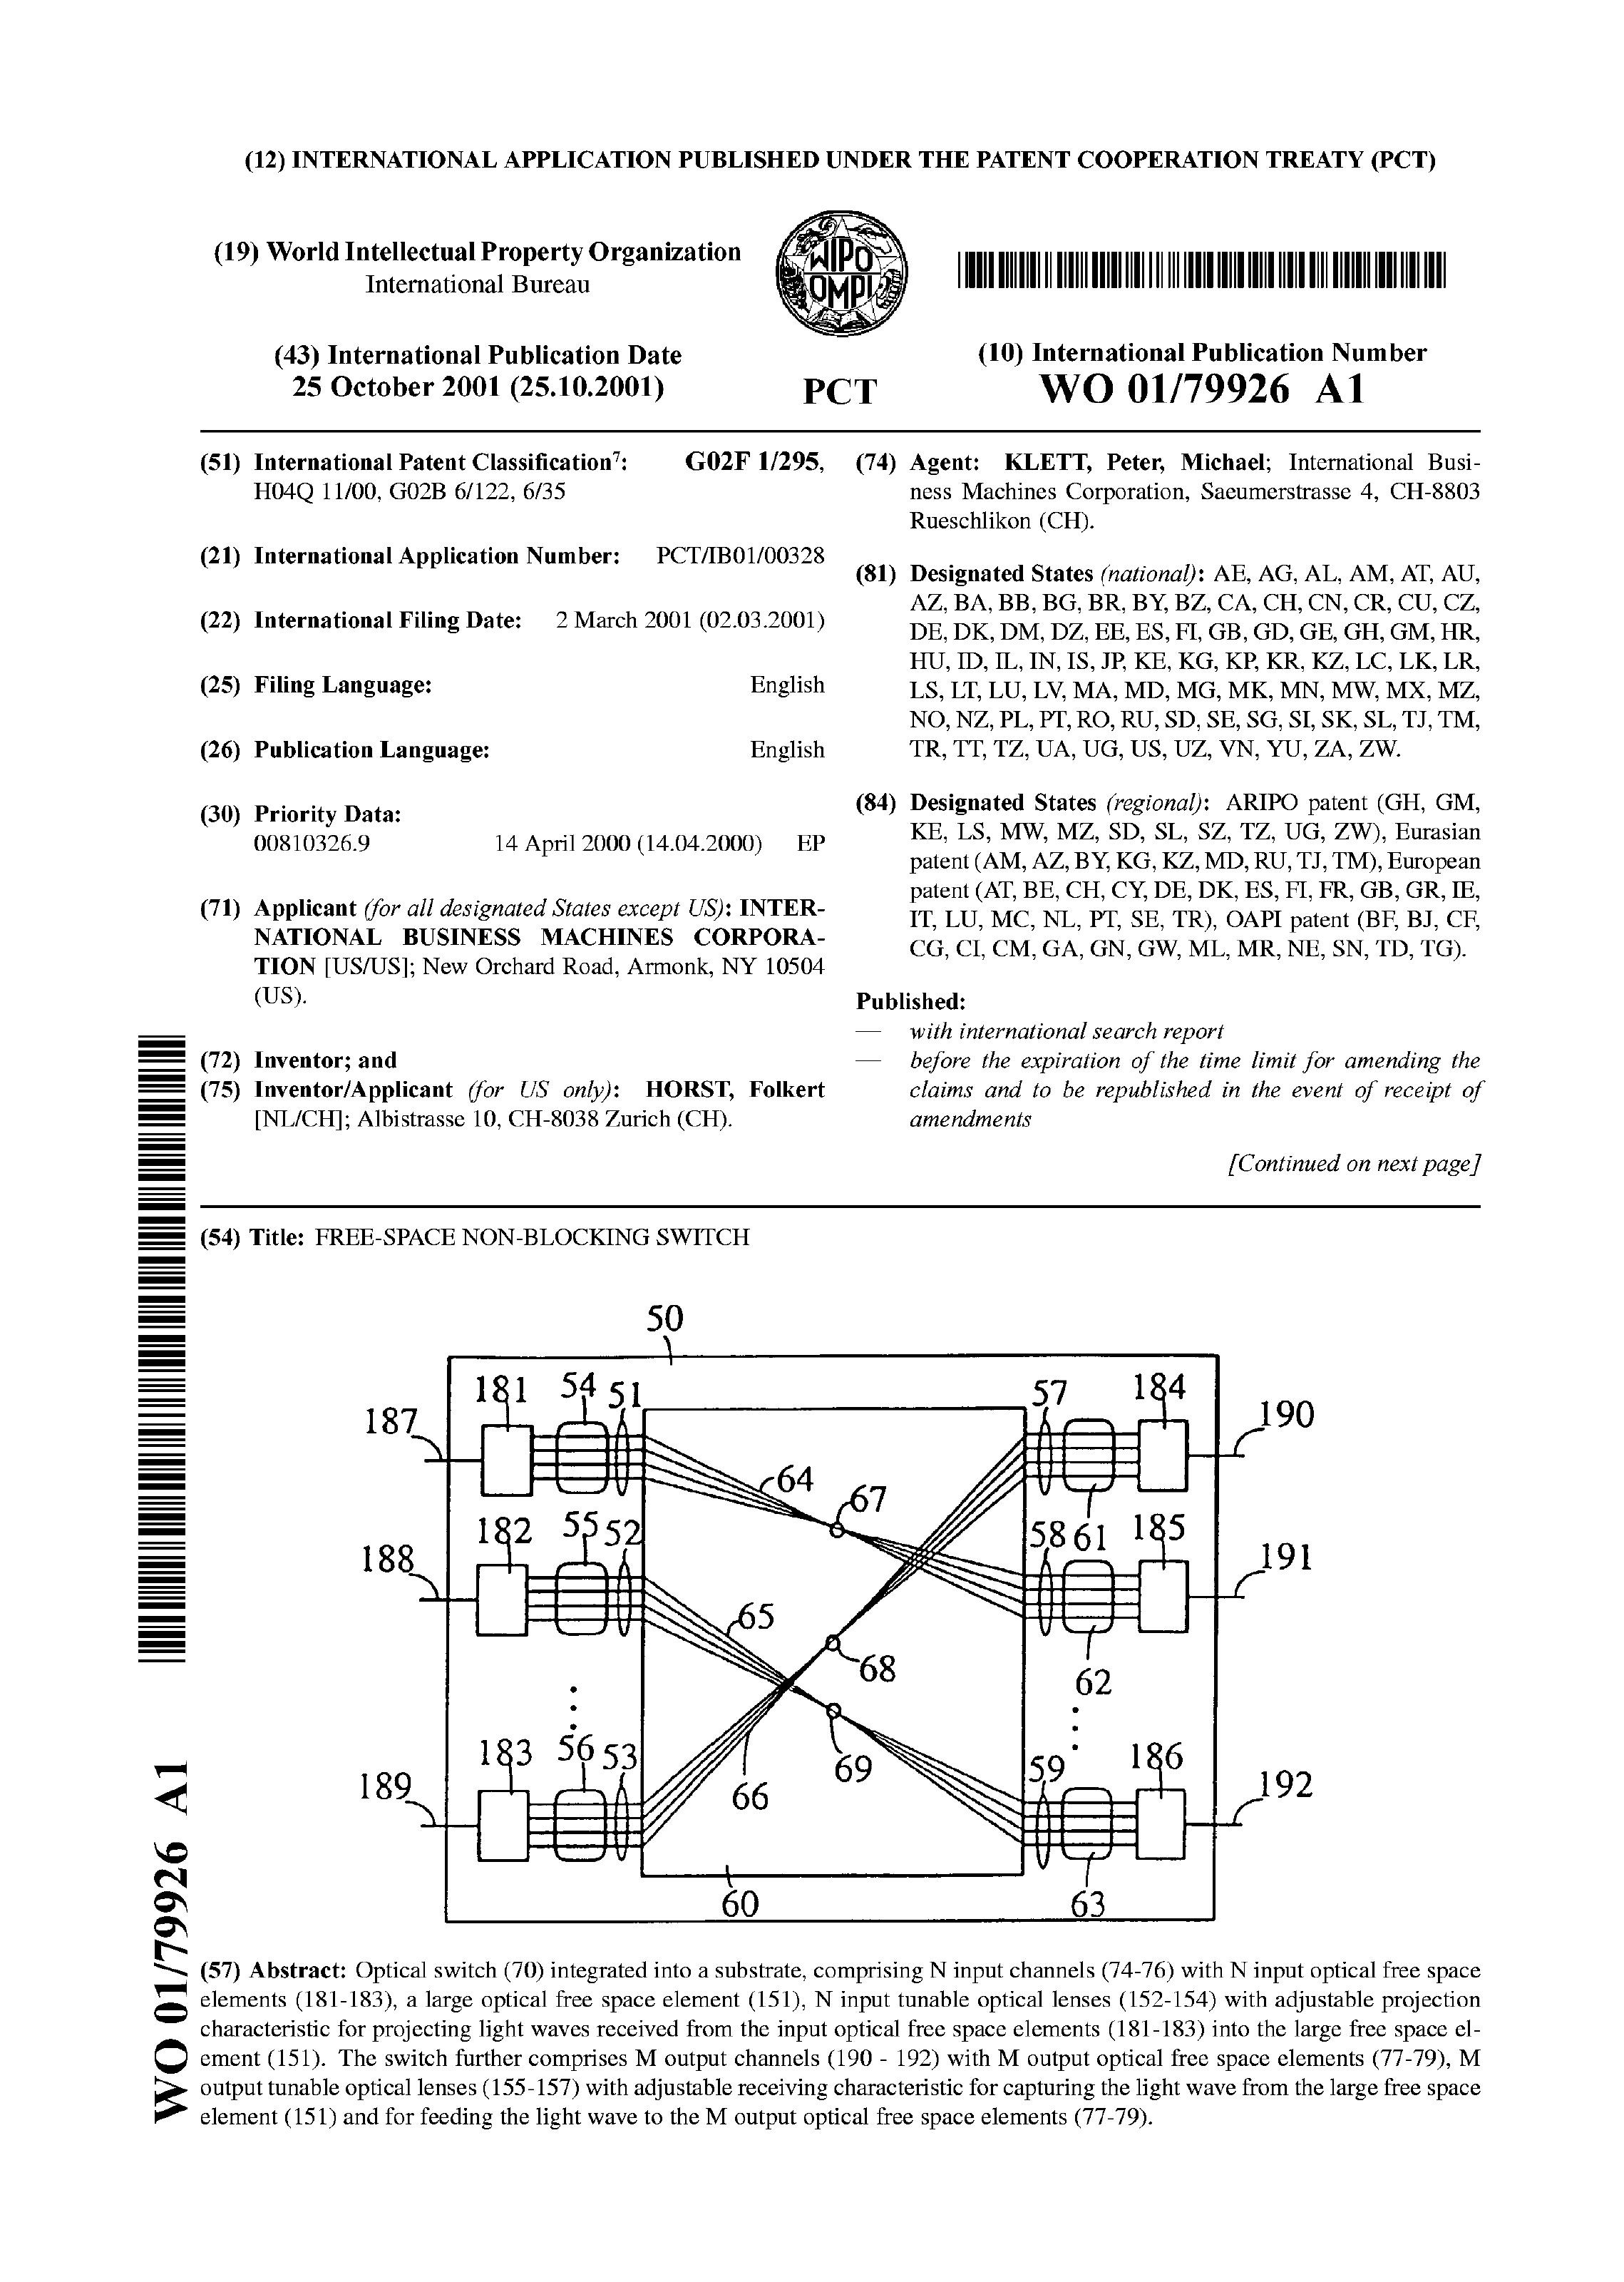 (12) INTERNATIONAL APPLICATION PUBLISHED UNDER THE PATENT COOPERATION TREATY (PCT)
(19) World Intellectual Property Organization
International Bureau
WIPO
OMPI
(43) International Publication Date
25 October 2001 (25.10.2001)
PCT
(10) International Publication Number
WO 01/79926 A1
(51) International Patent Classification7: G02F 1/295,
H04Q 11/00, G02B 6/122, 6/35
(21) International Application Number: PCT/IB01/00328
(22) International Filing Date: 2 March 2001 (02.03.2001)
(25) Filing Language: English
(26) Publication Language: English
(30) Priority Data:
00810326.9 14 April 2000 (14.04.2000) EP
(71) Applicant (for all designated States except US): INTER-
NATIONAL BUSINESS MACHINES CORPORA-
TION [US/US]; New Orchard Road, Armonk, NY 10504
(US).
(72) Inventor; and
(75) Inventor/Applicant (for US only): HORST, Folkert
[NL/CH]; Albistrasse 10, CH-8038 Zurich (CH).
(74) Agent: KLETT, Peter, Michael; International Busi-
ness Machines Corporation, Saeumerstrasse 4, CH-8803
Rueschlikon (CH).
(81) Designated States (national): AE, AG, AL, AM, AT, AU,
AZ, BA, BB, BG, BR, BY, BZ, CA, CH, CN, CR, CU, CZ,
DE, DK, DM, DZ, EE, ES, FI, GB, GD, GE, GH, GM, HR,
HU, ID, IL, IN, IS, JP, KE, KG, KP, KR, KZ, LC, LK, LR,
LS, LT, LU, LV, MA, MD, MG, MK, MN, MW, MX, MZ,
NO, NZ, PL, PT, RO, RU, SD, SE, SG, SI, SK, SL, TJ, TM,
TR, TT, TZ, UA, UG, US, UZ, VN, YU, ZA, ZW.
(84) Designated States (regional): ARIPO patent (GH, GM,
KE, LS, MW, MZ, SD, SL, SZ, TZ, UG, ZW), Eurasian
patent (AM, AZ, BY, KG, KZ, MD, RU, TJ, TM), European
patent (AT, BE, CH, CY, DE, DK, ES, FI, FR, GB, GR, IE,
IT, LU, MC, NL, PT, SE, TR), OAPI patent (BF, BJ, CF,
CG, CI, CM, GA, GN, GW, ML, MR, NE, SN, TD, TG).
Published:
— with international search report
— before the expiration of the time limit for amending the
claims and to be republished in the event of receipt of
amendments
[Continued on next page]
(54) Title: FREE-SPACE NON-BLOCKING SWITCH
50
181 54 51 57 184
187 190
64
67
182 55 52 58 61 185
188 191
65
68
62
183 56 53 69 59 186
189 66 192
60 63
(57) Abstract: Optical switch (70) integrated into a substrate, comprising N input channels (74-76) with N input optical free space
elements (181-183), a large optical free space element (151), N input tunable optical lenses (152-154) with adjustable projection
characteristic for projecting light waves received from the input optical free space elements (181-183) into the large free space el-
ement (151). The switch further comprises M output channels (190 - 192) with M output optical free space elements (77-79), M
output tunable optical lenses (155-157) with adjustable receiving characteristic for capturing the light wave from the large free space
element (151) and for feeding the light wave to the M output optical free space elements (77-79).
WO 01/79926 A1